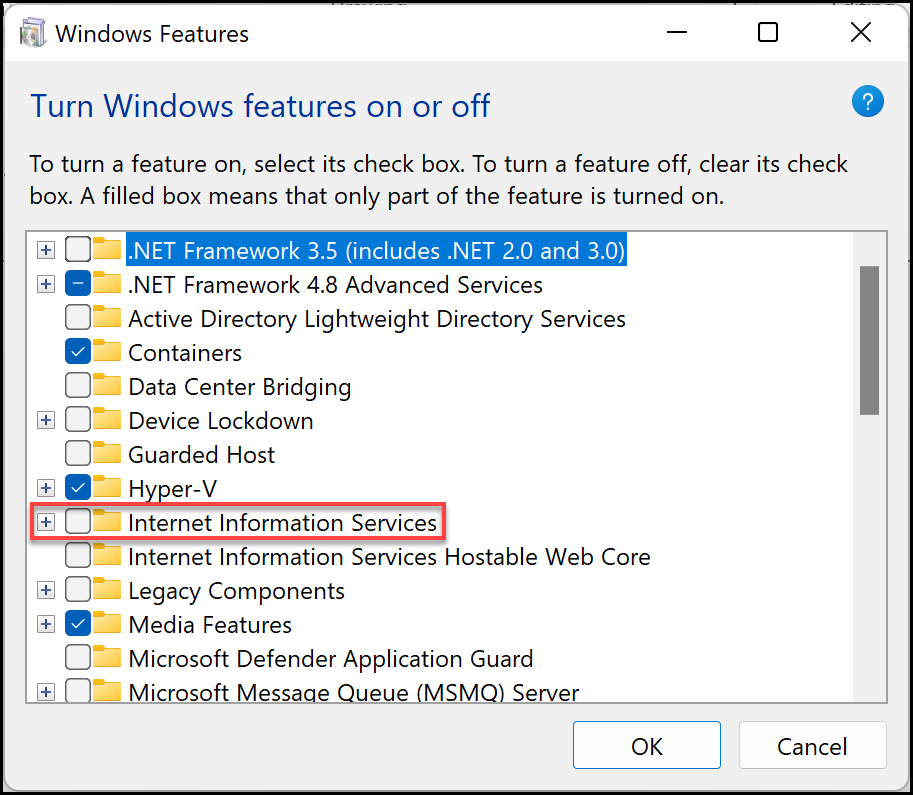 Windows Features
Turn Windows features on or off
?
To turn a feature on, select its check box. To turn a feature off, clear its check
box. A filled box means that only part of the feature is turned on.
.NET Framework 3.5 (includes .NET 2.0 and 3.0)
.NET Framework 4.8 Advanced Services
Active Directory Lightweight Directory Services
Containers
Data Center Bridging
Device Lockdown
Guarded Host
Hyper-V
Internet Information Services
Internet Information Services Hostable Web Core
Legacy Components
Media Features
Microsoft Defender Application Guard
Microsoft Message Queue (MSMQ) Server
OK
Cancel